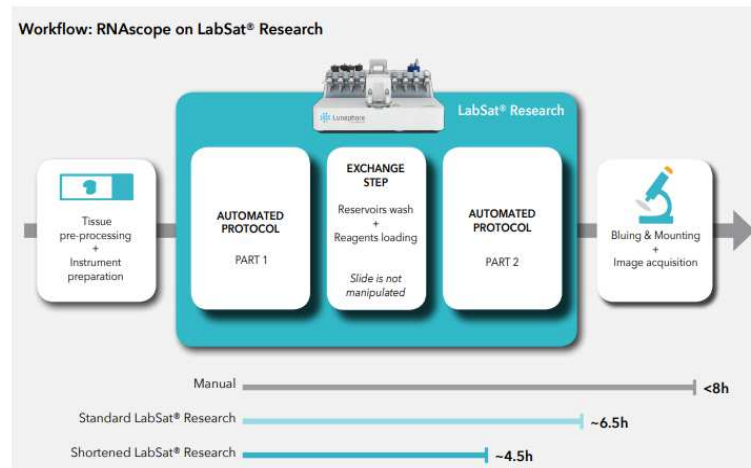 Workflow: RNAscope on LabSat® Research
Lunaphore
LabSat® Research
Tissue
pre-processing
+
Instrument
preparation
AUTOMATED
PROTOCOL
PART 1
EXCHANGE
STEP
Reservoirs wash
+
Reagents loading
Slide is not
manipulated
AUTOMATED
PROTOCOL
PART 2
Bluing & Mounting
+
Image acquisition
Manual
<8h
Standard LabSat® Research
~6.5h
Shortened LabSat® Research
~4.5h